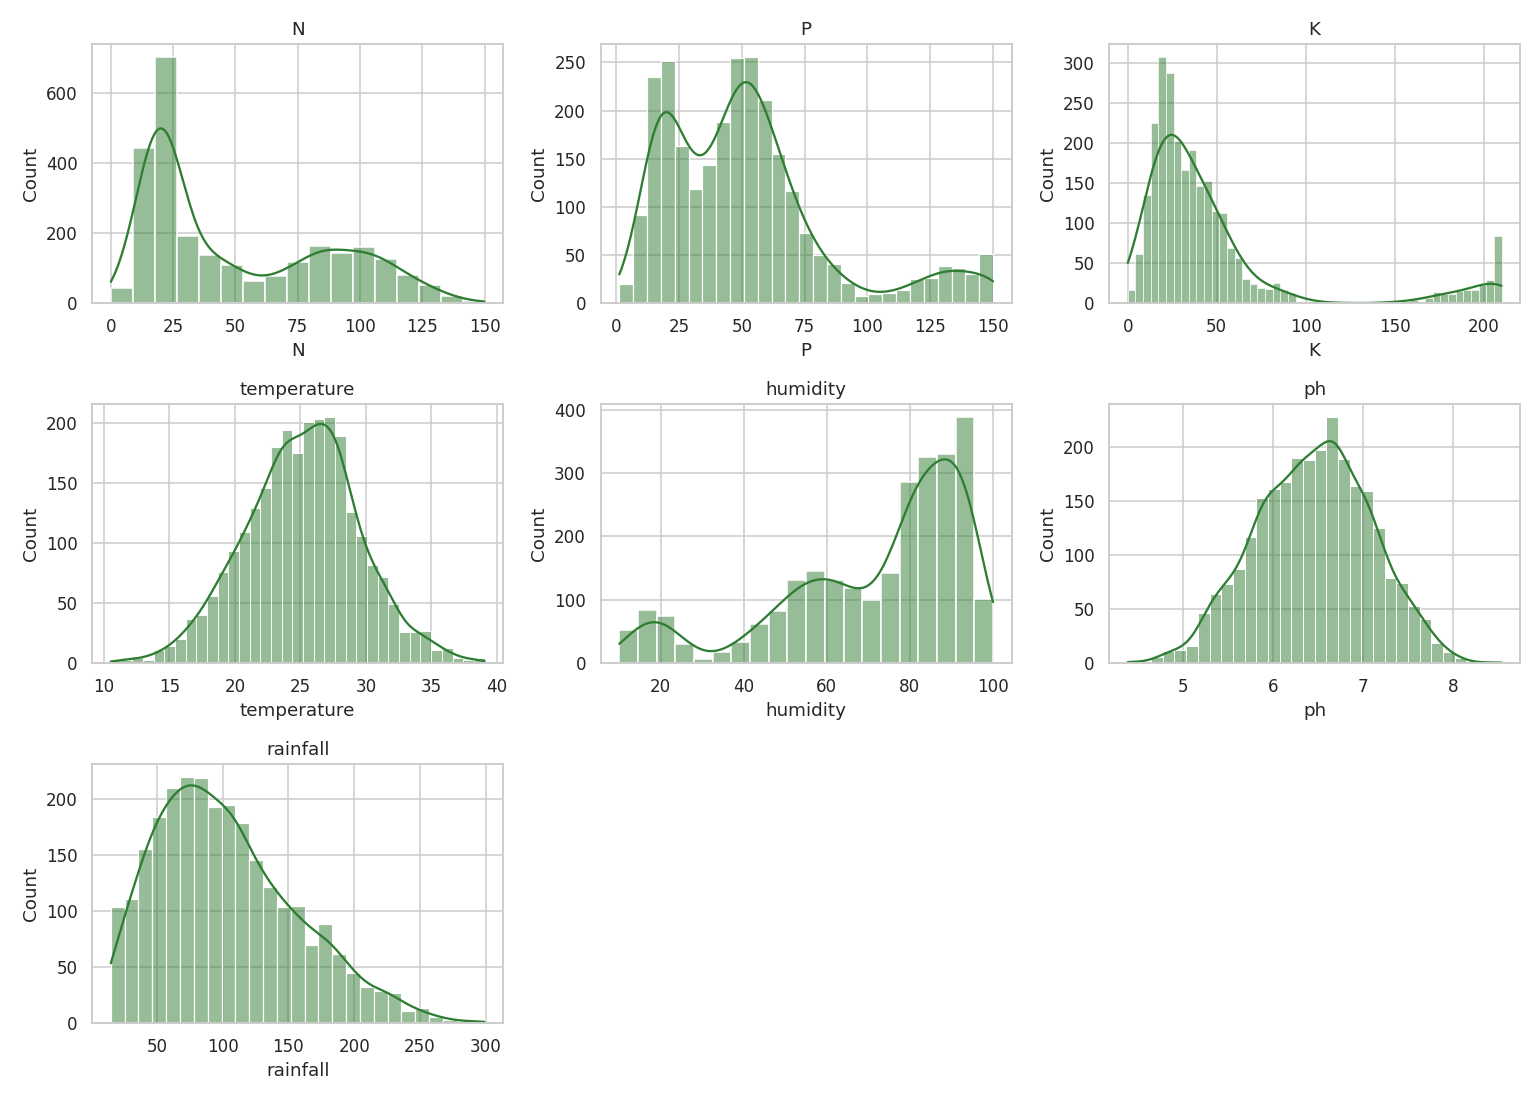 N
P
K
600
400
200
0
Count
0 25 50 75 100 125 150
N
250
200
150
100
50
0
Count
0 25 50 75 100 125 150
P
300
250
200
150
100
50
0
Count
0 50 100 150 200
K
temperature
humidity
ph
200
150
100
50
0
Count
10 15 20 25 30 35 40
temperature
400
300
200
100
0
Count
20 40 60 80 100
humidity
200
150
100
50
0
Count
5 6 7 8
ph
rainfall
200
150
100
50
0
Count
50 100 150 200 250 300
rainfall